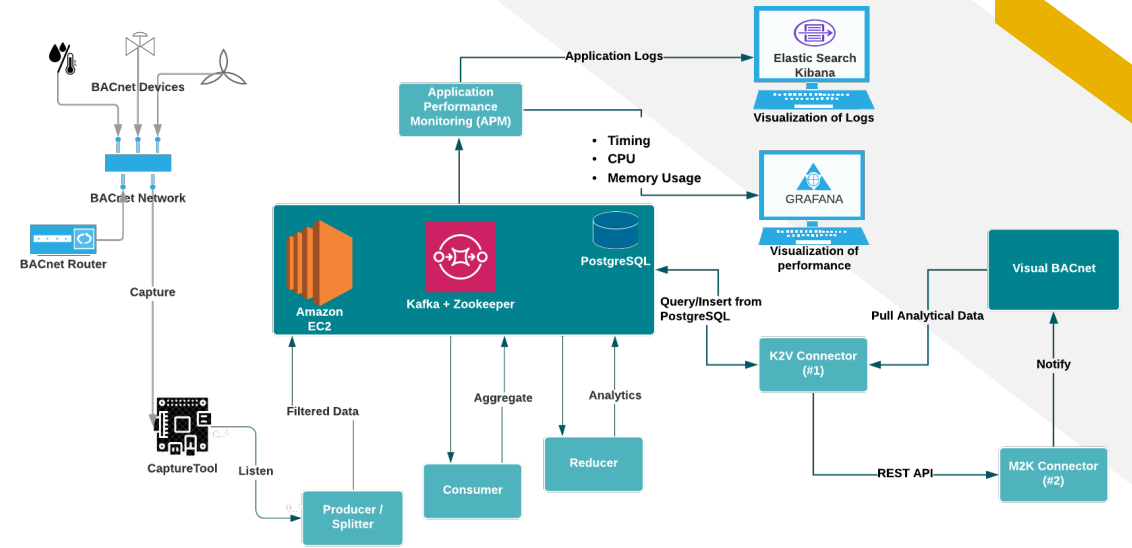 Application Logs
Elastic Search
Kibana
Visualization of Logs
BACnet Devices
Application
Performance
Monitoring (APM)
• Timing
• CPU
• Memory Usage
GRAFANA
Visualization of
performance
BACnet Network
BACnet Router
Capture
Amazon
EC2
Kafka + Zookeeper
PostgreSQL
Query/Insert from
PostgreSQL
Visual BACnet
Pull Analytical Data
K2V Connector
(#1)
Notify
Filtered Data
Aggregate
Analytics
CaptureTool
Listen
Producer /
Splitter
Consumer
Reducer
REST API
M2K Connector
(#2)